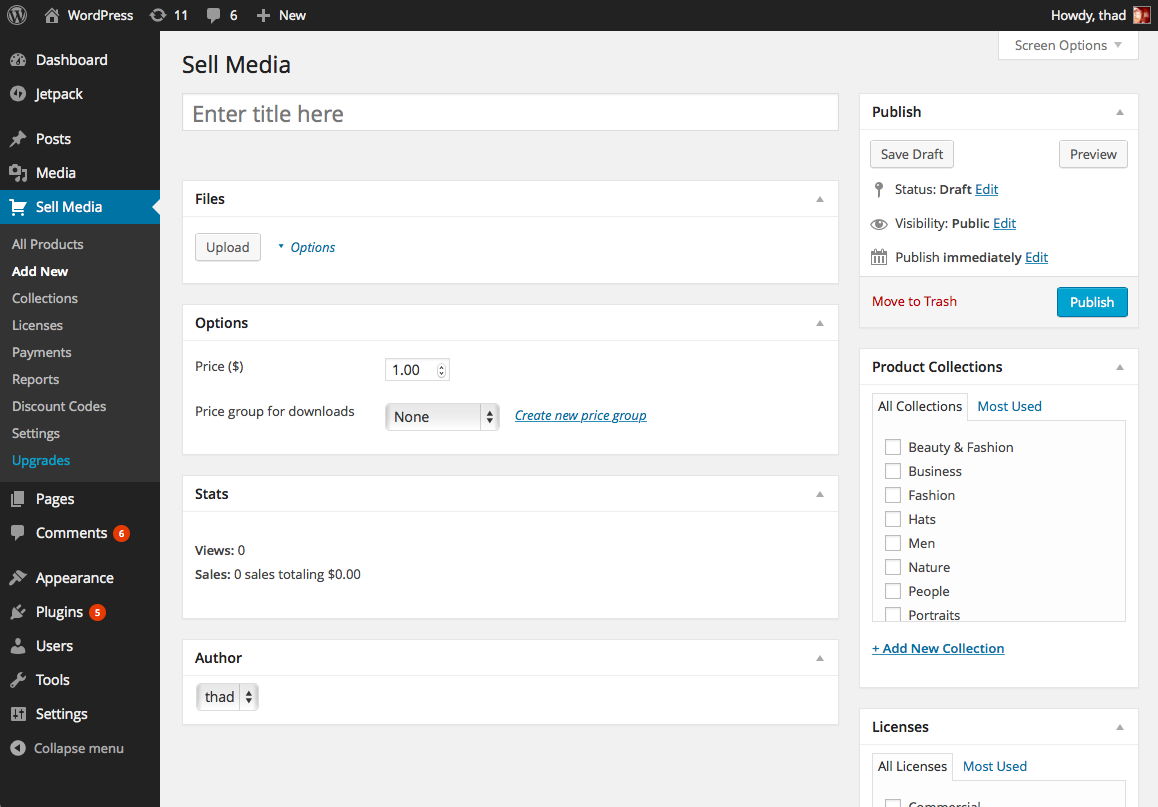 WordPress 11 6 New Howdy, thad
Screen Options
Dashboard
Jetpack
Posts
Media
Sell Media
All Products
Add New
Collections
Licenses
Payments
Reports
Discount Codes
Settings
Upgrades
Pages
Comments 6
Appearance
Plugins 5
Users
Tools
Settings
Collapse menu
Sell Media
Enter title here
Files
Upload Options
Options
Price ($) 1.00
Price group for downloads None Create new price group
Stats
Views: 0
Sales: 0 sales totaling $0.00
Author
thad
Publish
Save Draft Preview
Status: Draft Edit
Visibility: Public Edit
Publish immediately Edit
Move to Trash Publish
Product Collections
All Collections Most Used
Beauty & Fashion
Business
Fashion
Hats
Men
Nature
People
Portraits
+ Add New Collection
Licenses
All Licenses Most Used
Commercial